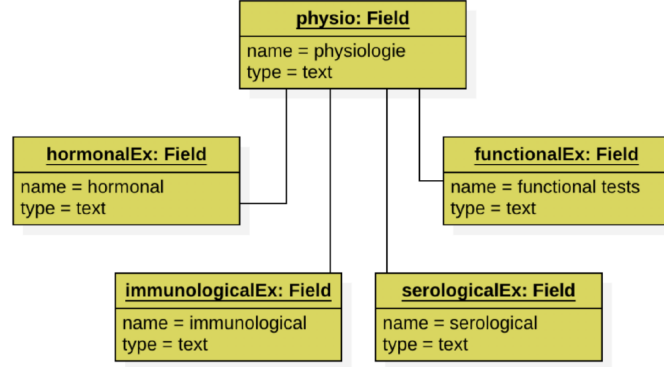 physio: Field
name = physiologie
type = text
hormonalEx: Field
name = hormonal
type = text
functionalEx: Field
name = functional tests
type = text
immunologicalEx: Field
name = immunological
type = text
serologicalEx: Field
name = serological
type = text